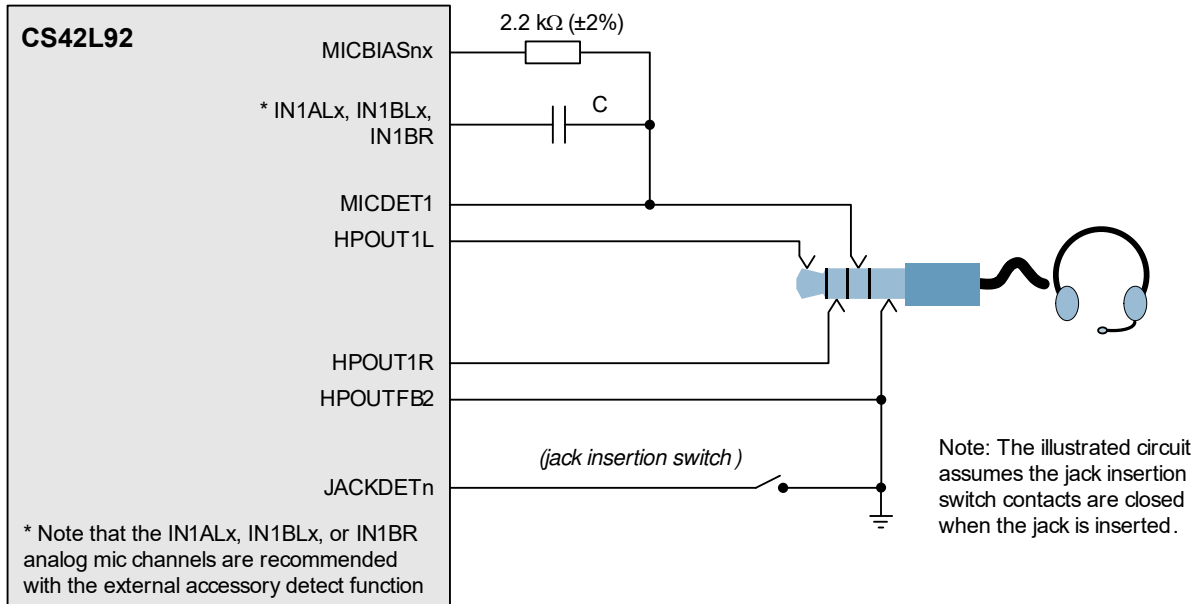 CS42L92
2.2 kΩ (±2%)
MICBIASnx
* IN1ALx, IN1BLx,
IN1BR
C
MICDET1
HPOUT1L
HPOUT1R
HPOUTFB2
(jack insertion switch )
JACKDETn
Note: The illustrated circuit
assumes the jack insertion
switch contacts are closed
when the jack is inserted.
* Note that the IN1ALx, IN1BLx, or IN1BR
analog mic channels are recommended
with the external accessory detect function